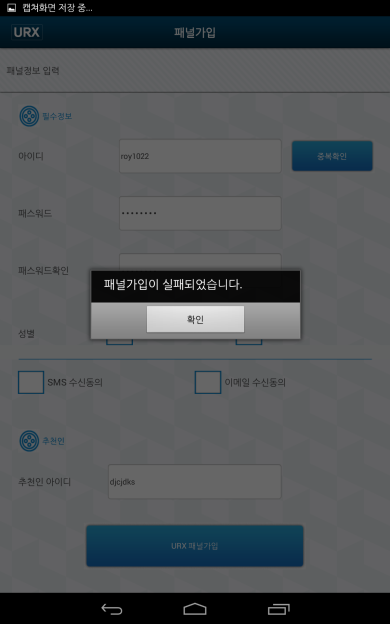 캡쳐화면 저장 중...
URX 패널가입
패널정보 입력
필수정보
아이디 roy1022 중복확인
패스워드 ••••••••
패스워드확인
패널가입이 실패되었습니다.
확인
성별
SMS 수신동의 이메일 수신동의
추천인
추천인 아이디 djcjdks
URX 패널가입